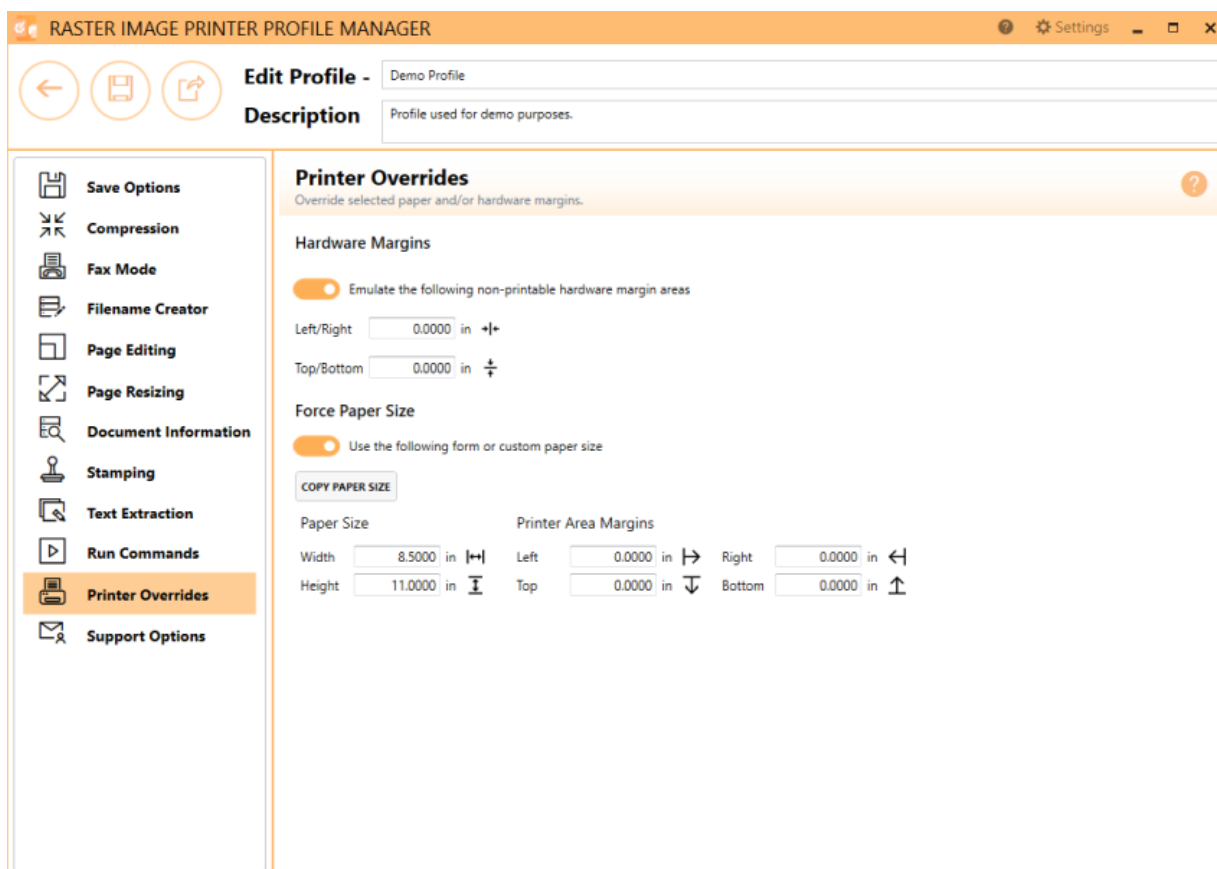 RASTER IMAGE PRINTER PROFILE MANAGER
? Settings
Edit Profile - Demo Profile
Description Profile used for demo purposes.
Save Options
Compression
Fax Mode
Filename Creator
Page Editing
Page Resizing
Document Information
Stamping
Text Extraction
Run Commands
Printer Overrides
Support Options
Printer Overrides
?
Override selected paper and/or hardware margins.
Hardware Margins
Emulate the following non-printable hardware margin areas
Left/Right 0.0000 in
Top/Bottom 0.0000 in
Force Paper Size
Use the following form or custom paper size
COPY PAPER SIZE
Paper Size Printer Area Margins
Width 8.5000 in Left 0.0000 in Right 0.0000 in
Height 11.0000 in Top 0.0000 in Bottom 0.0000 in